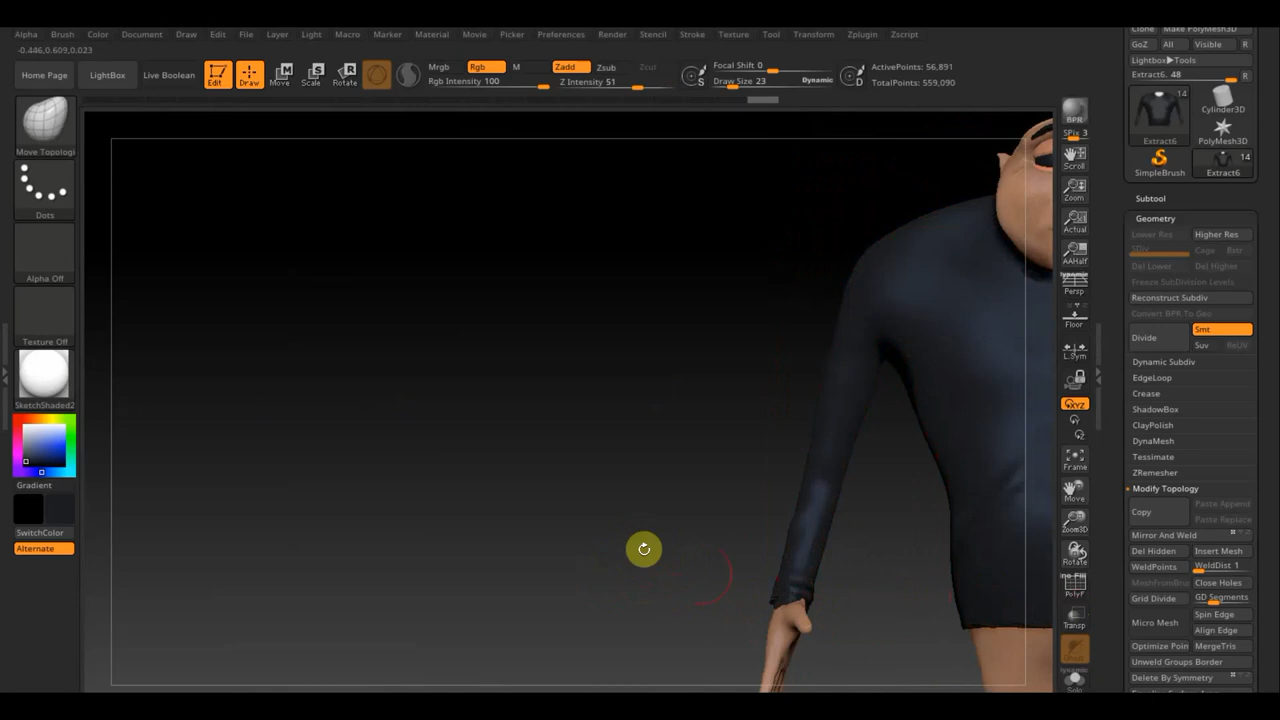 Alpha Brush Color Document Draw Edit File Layer Light Macro Marker Material Movie Picker Preferences Render Stencil Stroke Texture Tool Transform Zplugin Zscript
-0.446,0.609,0.023
Home Page LightBox Live Boolean Edit Draw Move Scale Rotate
Mrgb Rgb M Zadd Zsub Cut
Rgb Intensity 100 Z Intensity 51
Focal Shift 0
Draw Size 23 Dynamic
ActivePoints: 56,891
TotalPoints: 559,090
Move Topologi
Dots
Alpha Off
Texture Off
SketchShaded2
Gradient
SwitchColor
Alternate
BPR
SPix 3
Scroll
Zoom
Actual
AAHalf
Dynamic
Persp
Floor
L.Sym
XYZ
Frame
Move
Zoom3D
Rotate
PolyF
Transp
Solo
Clone Make PolyMesh3D
GoZ All Visible R
Lightbox▶Tools
Extract6. 48 R
14
Cylinder3D
Extract6 PolyMesh3D
14
SimpleBrush Extract6
Subtool
Geometry
Lower Res Higher Res
SDiv Cage Rstr
Del Lower Del Higher
Freeze SubDivision Levels
Reconstruct Subdiv
Convert BPR To Geo
Divide Smt
Suv ReUV
Dynamic Subdiv
EdgeLoop
Crease
ShadowBox
ClayPolish
DynaMesh
Tessimate
ZRemesher
Modify Topology
Copy Paste Append
Paste Replace
Mirror And Weld
Del Hidden Insert Mesh
WeldPoints WeldDist 1
MeshFromBru Close Holes
Grid Divide GD Segments
Micro Mesh Spin Edge
Align Edge
Optimize Poin MergeTris
Unweld Groups Border
Delete By Symmetry